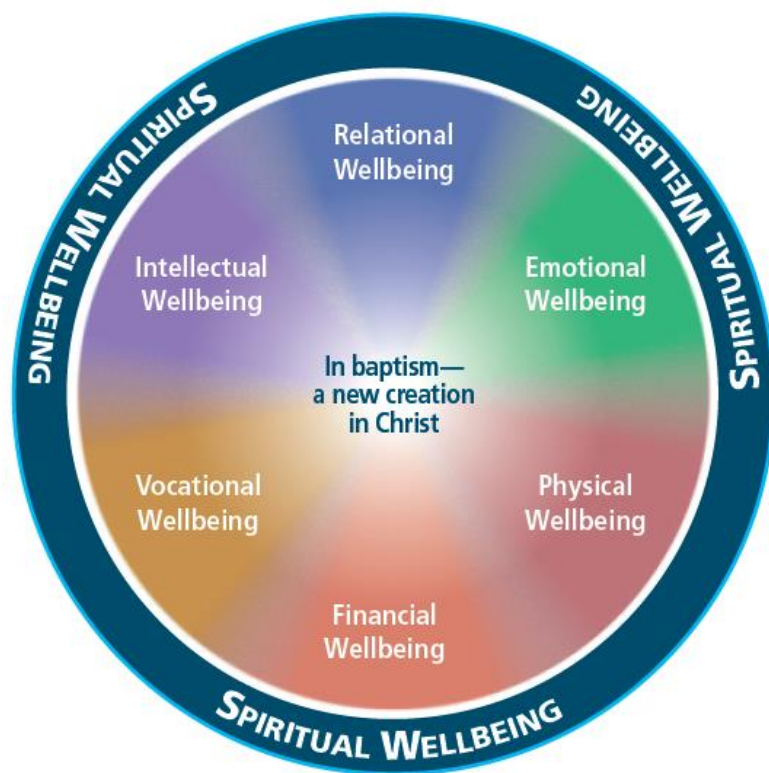 SPIRITUAL WELLBEING
SPIRITUAL WELLBEING
Relational
Wellbeing
Intellectual
Wellbeing
Emotional
Wellbeing
In baptism—
a new creation
in Christ
Vocational
Wellbeing
Physical
Wellbeing
Financial
Wellbeing
SPIRITUAL WELLBEING